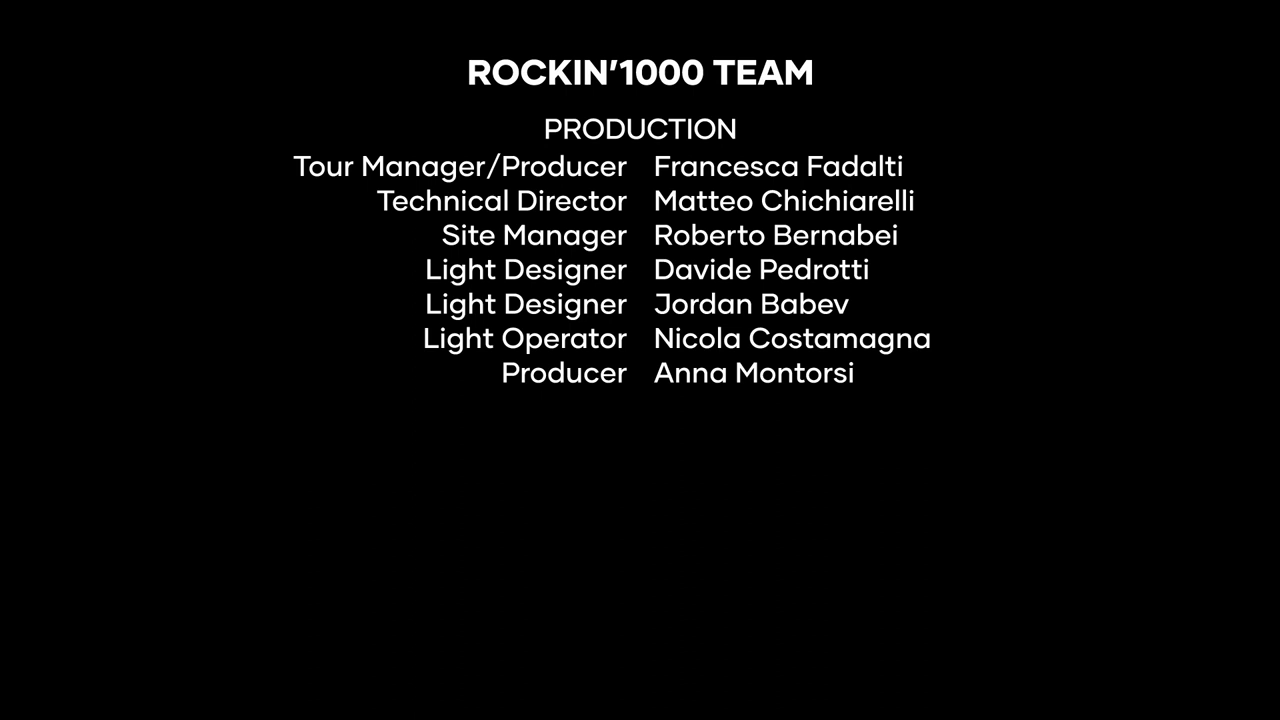 ROCKIN’1000 TEAM
PRODUCTION
Tour Manager/Producer Francesca Fadalti
Technical Director Matteo Chichiarelli
Site Manager Roberto Bernabei
Light Designer Davide Pedrotti
Light Designer Jordan Babev
Light Operator Nicola Costamagna
Producer Anna Montorsi